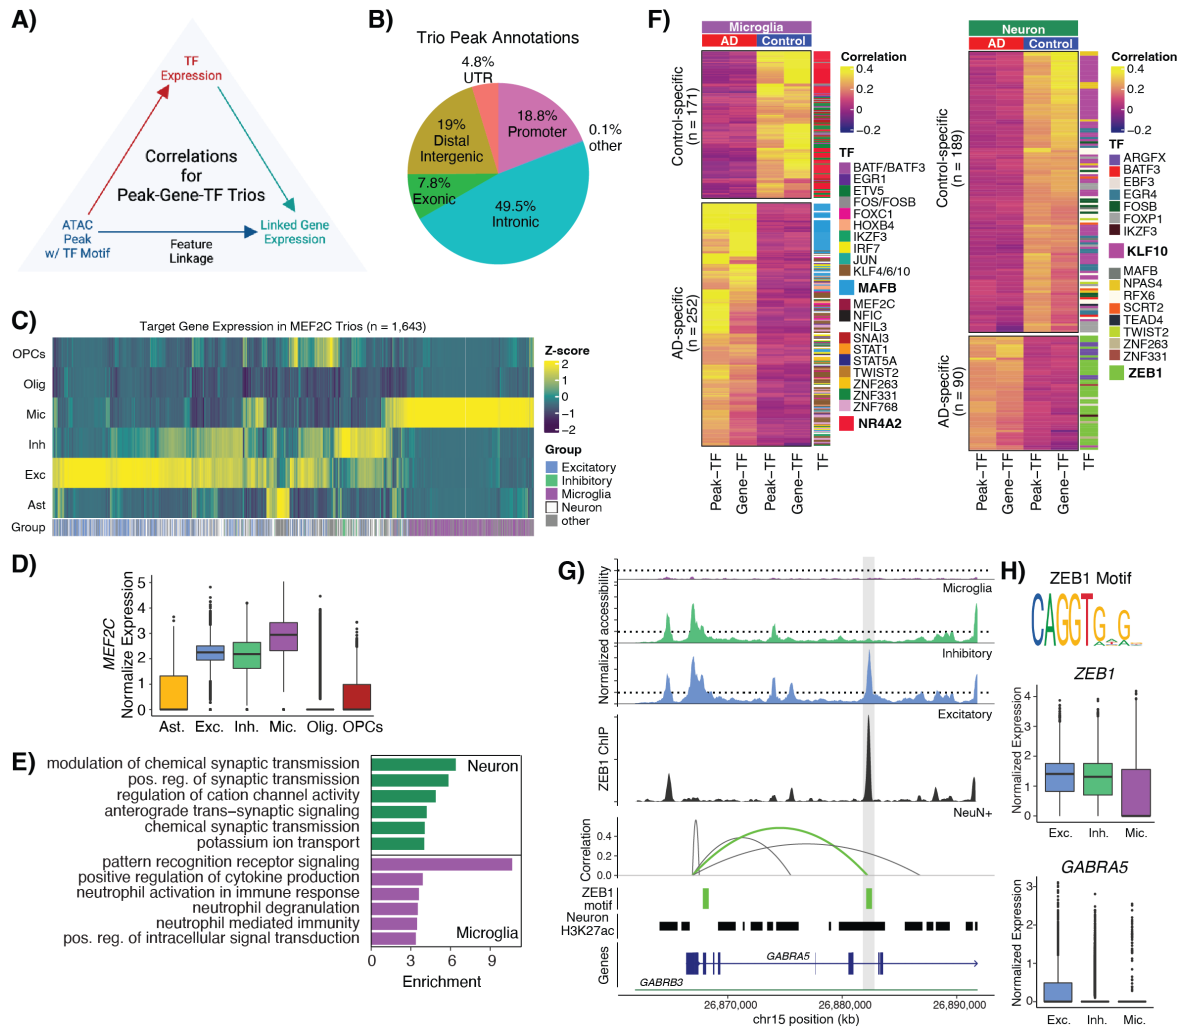 A)
TF
Expression
Correlations
for
Peak-Gene-TF Trios
ATAC
Peak
w/ TF Motif
Linked Gene
Expression
Feature
Linkage
B)
Trio Peak Annotations
4.8%
UTR
18.8%
Promoter
0.1%
other
19%
Distal
Intergenic
7.8%
Exonic
49.5%
Intronic
C)
Target Gene Expression in MEF2C Trios (n = 1,643)
OPCs
Olig
Mic
Inh
Exc
Ast
Group
Z-score
2
1
0
−1
−2
Group
Excitatory
Inhibitory
Microglia
Neuron
other
D)
MEF2C
Normalize Expression
5
4
3
2
1
0
Ast.
Exc.
Inh.
Mic.
Olig.
OPCs
E)
modulation of chemical synaptic transmission
pos. reg. of synaptic transmission
regulation of cation channel activity
anterograde trans−synaptic signaling
chemical synaptic transmission
potassium ion transport
Neuron
pattern recognition receptor signaling
positive regulation of cytokine production
neutrophil activation in immune response
neutrophil degranulation
neutrophil mediated immunity
pos. reg. of intracellular signal transduction
Microglia
0
3
6
9
Enrichment
F)
Microglia
AD
Control
Control-specific
(n = 171)
AD-specific
(n = 252)
Peak−TF
Gene−TF
Peak−TF
Gene−TF
TF
Correlation
0.4
0
−0.2
TF
BATF/BATF3
EGR1
ETV5
FOS/FOSB
FOXC1
HOXB4
IKZF3
IRF7
JUN
KLF4/6/10
MAFB
MEF2C
NFIC
NFIL3
SNAI3
STAT1
STAT5A
TWIST2
ZNF263
ZNF331
ZNF768
NR4A2
Neuron
AD
Control
Control-specific
(n = 189)
AD-specific
(n = 90)
Peak−TF
Gene−TF
Peak−TF
Gene−TF
TF
Correlation
0.4
0
−0.2
TF
ARGFX
BATF3
EBF3
EGR4
FOSB
FOXP1
IKZF3
KLF10
MAFB
NPAS4
RFX6
SCRT2
TEAD4
TWIST2
ZNF263
ZNF331
ZEB1
G)
Normalized accessibility
Microglia
Inhibitory
Excitatory
ZEB1 ChIP
NeuN+
Correlation
0.4
0.2
0.0
ZEB1
motif
Neuron
H3K27ac
Genes
GABRA5
GABRB3
26,870,000
26,880,000
26,890,000
chr15 position (kb)
H)
ZEB1 Motif
CAGGTG G
ZEB1
Normalized Expression
4
2
0
Exc.
Inh.
Mic.
GABRA5
Normalized Expression
3
2
1
0
Exc.
Inh.
Mic.